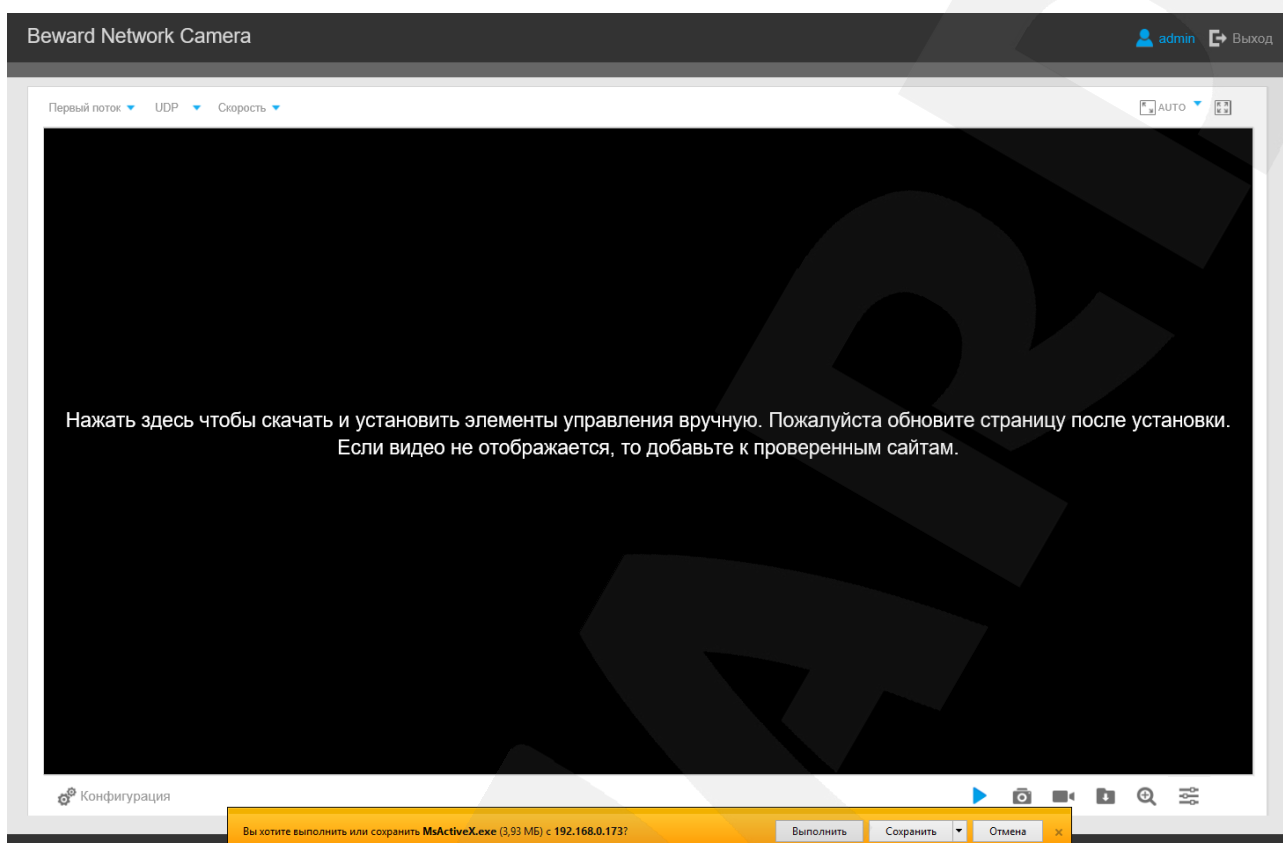 Beward Network Camera
admin Выход
Первый поток UDP Скорость AUTO
Нажать здесь чтобы скачать и установить элементы управления вручную. Пожалуйста обновите страницу после установки.
Если видео не отображается, то добавьте к проверенным сайтам.
Конфигурация
Вы хотите выполнить или сохранить MsActiveX.exe (3,93 МБ) с 192.168.0.173? Выполнить Сохранить Отмена